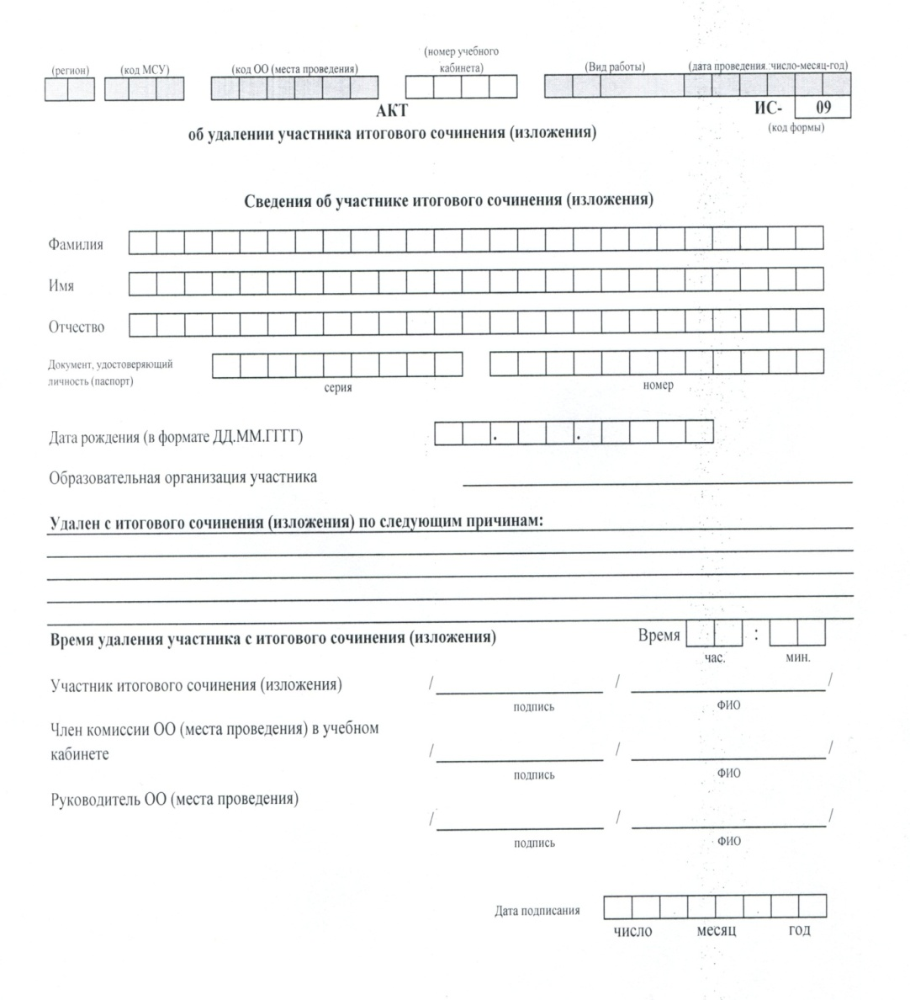 (номер учебного
(регион) (код МСУ) (код ОО (места проведения) кабинета) (Вид работы) (дата проведения: число-месяц-год)
АКТ ИС- 09
об удалении участника итогового сочинения (изложения) (код формы)
Сведения об участнике итогового сочинения (изложения)
Фамилия
Имя
Отчество
Документ, удостоверяющий
личность (паспорт)
серия номер
Дата рождения (в формате ДД.ММ.ГГГГ) . .
Образовательная организация участника
Удален с итогового сочинения (изложения) по следующим причинам:
Время удаления участника с итогового сочинения (изложения) Время :
час. мин.
Участник итогового сочинения (изложения) / / /
подпись ФИО
Член комиссии ОО (места проведения) в учебном
кабинете / / /
подпись ФИО
Руководитель ОО (места проведения)
/ / /
подпись ФИО
Дата подписания . .
число месяц год